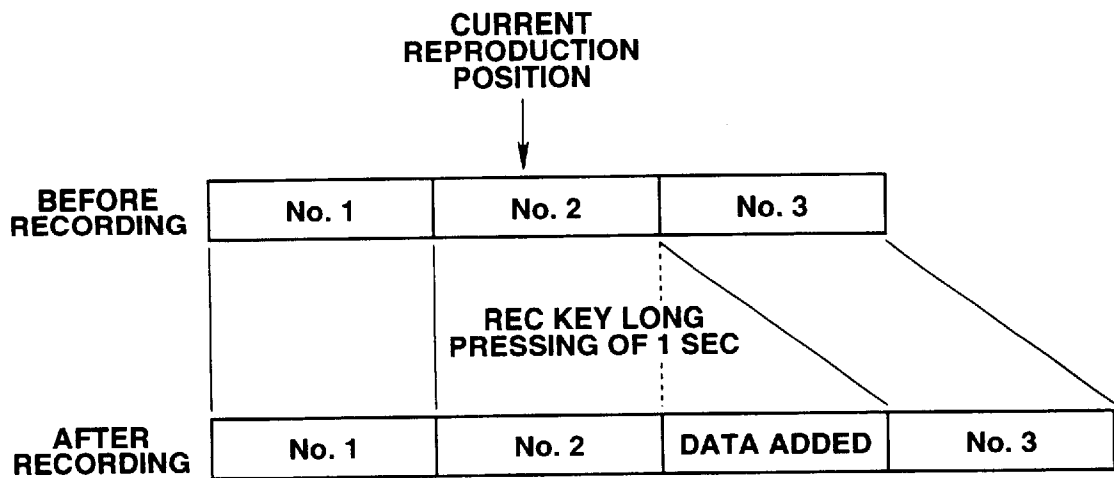 CURRENT
REPRODUCTION
POSITION
BEFORE
RECORDING
No. 1
No. 2
No. 3
REC KEY LONG
PRESSING OF 1 SEC
AFTER
RECORDING
No. 1
No. 2
DATA ADDED
No. 3